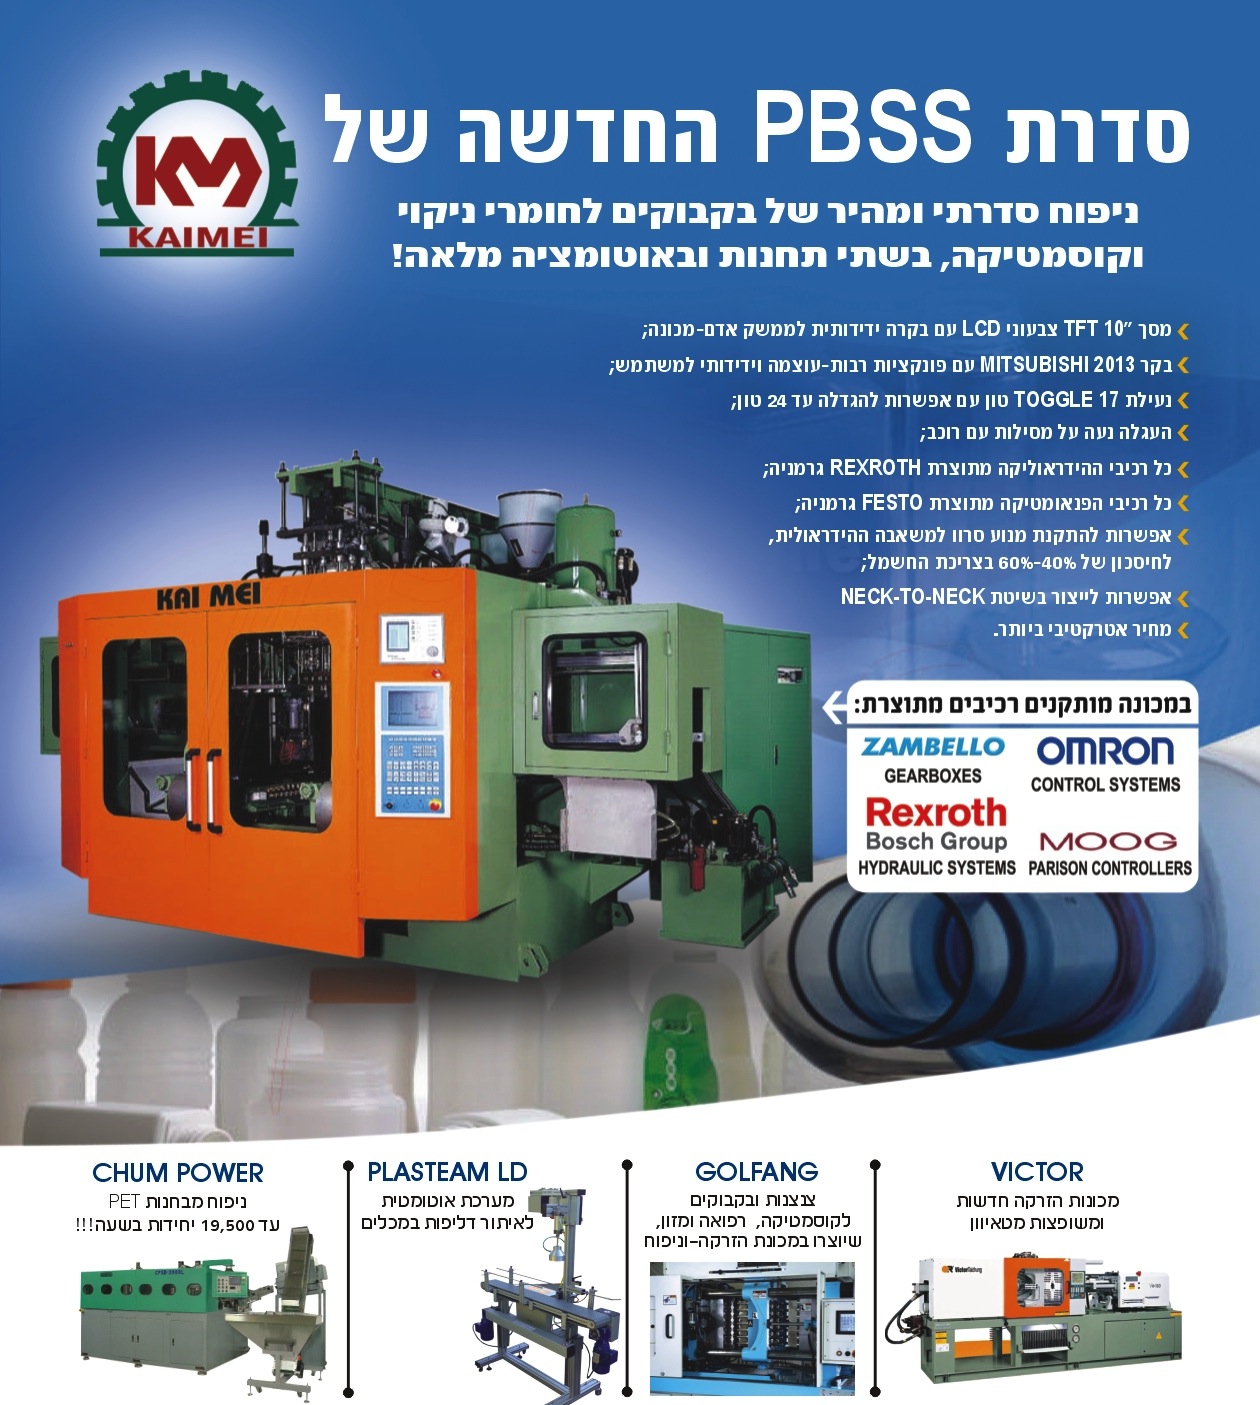 סדרת PBSS החדשה של
KM
KAIMEI
ניפוח סדרתי ומהיר של בקבוקים לחומרי ניקוי
וקוסמטיקה, בשתי תחנות ובאוטומציה מלאה!
מסך "10 TFT צבעוני LCD עם בקרה ידידותית לממשק אדם-מכונה;
בקר MITSUBISHI 2013 עם פונקציות רבות-עוצמה וידידותי למשתמש;
נעילת TOGGLE 17 טון עם אפשרות להגדלה עד 24 טון;
העגלה נעה על מסילות עם רוכב;
כל רכיבי ההידראוליקה מתוצרת REXROTH גרמניה;
כל רכיבי הפנאומטיקה מתוצרת FESTO גרמניה;
אפשרות להתקנת מנוע סרוו למשאבה ההידראולית,
לחיסכון של 40%-60% בצריכת החשמל;
אפשרות לייצור בשיטת NECK-TO-NECK
מחיר אטרקטיבי ביותר.
KAI MEI
במכונה מותקנים רכיבים מתוצרת:
ZAMBELLO
GEARBOXES
OMRON
CONTROL SYSTEMS
Rexroth
Bosch Group
HYDRAULIC SYSTEMS
MOOG
PARISON CONTROLLERS
VICTOR
מכונות הזרקה חדשות
ומשופצות מטאיוון
GOLFANG
צנצנות ובקבוקים
לקוסמטיקה, רפואה ומזון,
שיוצרו במכונת הזרקה-וניפוח
PLASTEAM LD
מערכת אוטומטית
לאיתור דליפות במכלים
CHUM POWER
ניפוח מבחנות PET
עד 19,500 יחידות בשעה!!!